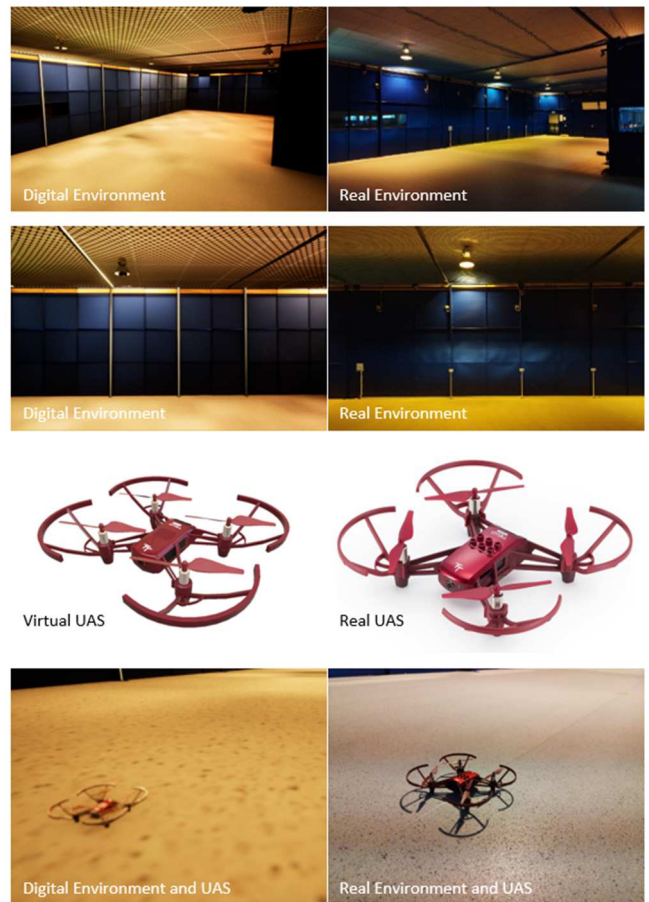 Digital Environment
Real Environment
Digital Environment
Real Environment
Virtual UAS
Real UAS
Digital Environment and UAS
Real Environment and UAS